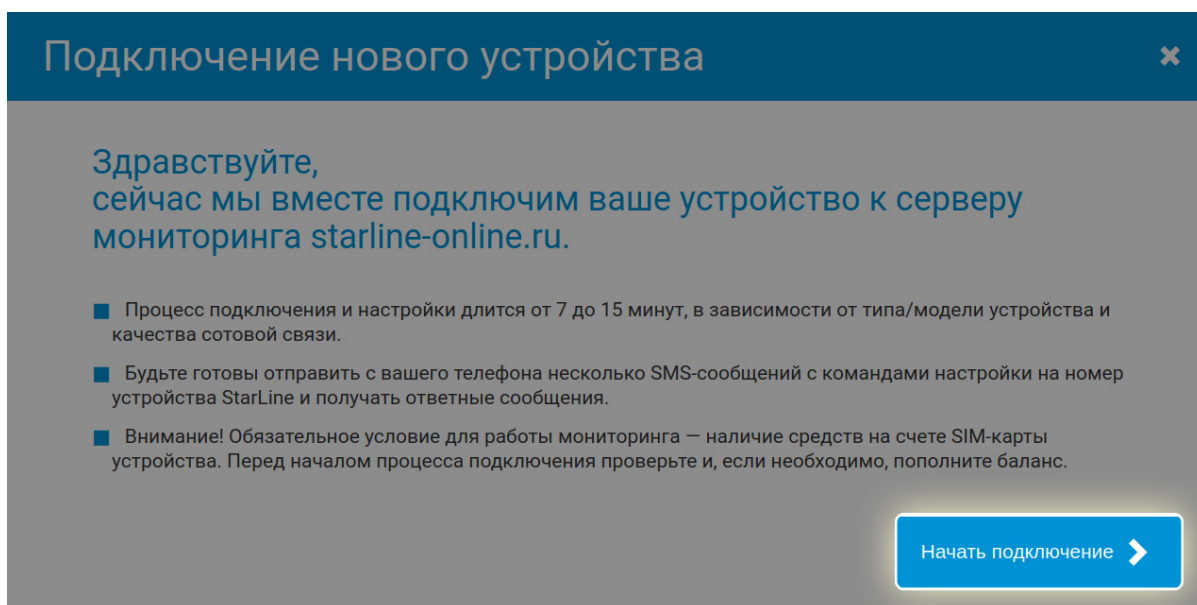 Подключение нового устройства
Здравствуйте,
сейчас мы вместе подключим ваше устройство к серверу
мониторинга starline-online.ru.
Процесс подключения и настройки длится от 7 до 15 минут, в зависимости от типа/модели устройства и
качества сотовой связи.
Будьте готовы отправить с вашего телефона несколько SMS-сообщений с командами настройки на номер
устройства StarLine и получать ответные сообщения.
Внимание! Обязательное условие для работы мониторинга — наличие средств на счете SIM-карты
устройства. Перед началом процесса подключения проверьте и, если необходимо, пополните баланс.
Начать подключение